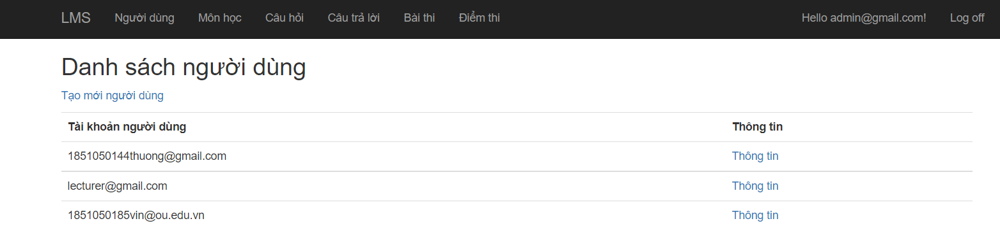 LMS Người dùng Môn học Câu hỏi Câu trả lời Bài thi Điểm thi Hello admin@gmail.com! Log off
Danh sách người dùng
Tạo mới người dùng
Tài khoản người dùng Thông tin
1851050144thuong@gmail.com Thông tin
lecturer@gmail.com Thông tin
1851050185vin@ou.edu.vn Thông tin